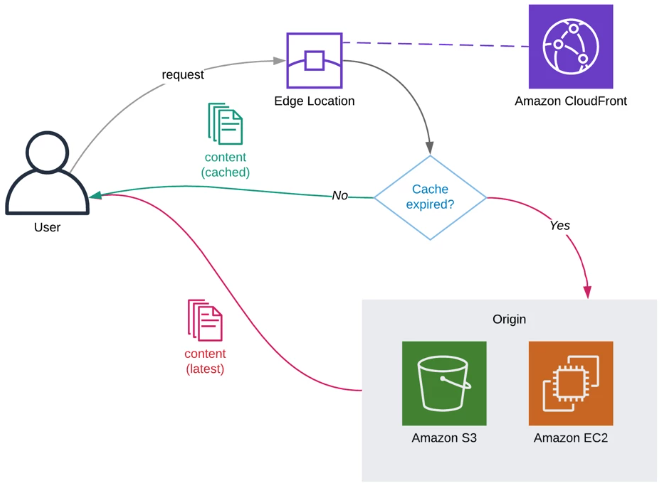 request
Edge Location
Amazon CloudFront
content
(cached)
Cache
expired?
No
Yes
User
Origin
content
(latest)
Amazon S3
Amazon EC2